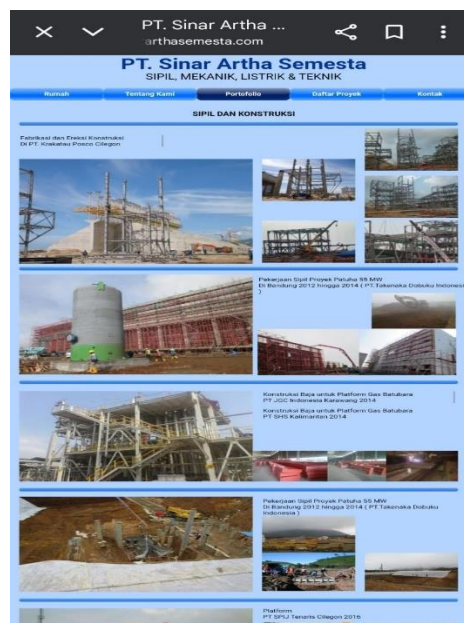 PT. Sinar Artha ...
arthasemesta.com
PT. Sinar Artha Semesta
SIPIL, MEKANIK, LISTRIK & TEKNIK
Rumah Tentang Kami Portofolio Daftar Proyek Kontak
SIPIL DAN KONSTRUKSI
Fabrikasi dan Ereksi Konstruksi
Di PT. Krakatau Posco Cilegon
Pekerjaan Sipil Proyek Patuha 55 MW
Di Bandung 2012 hingga 2014 ( PT.Takenaka Dobuku Indonesia
)
Konstruksi Baja untuk Platform Gas Batubara
PT JGC Indonesia Karawang 2014
Konstruksi Baja untuk Platform Gas Batubara
PT SHS Kalimantan 2014
Pekerjaan Sipil Proyek Patuha 55 MW
Di Bandung 2012 hingga 2014 ( PT.Takenaka Dobuku
Indonesia )
Platform
PT SPIJ Tenaris Cilegon 2016